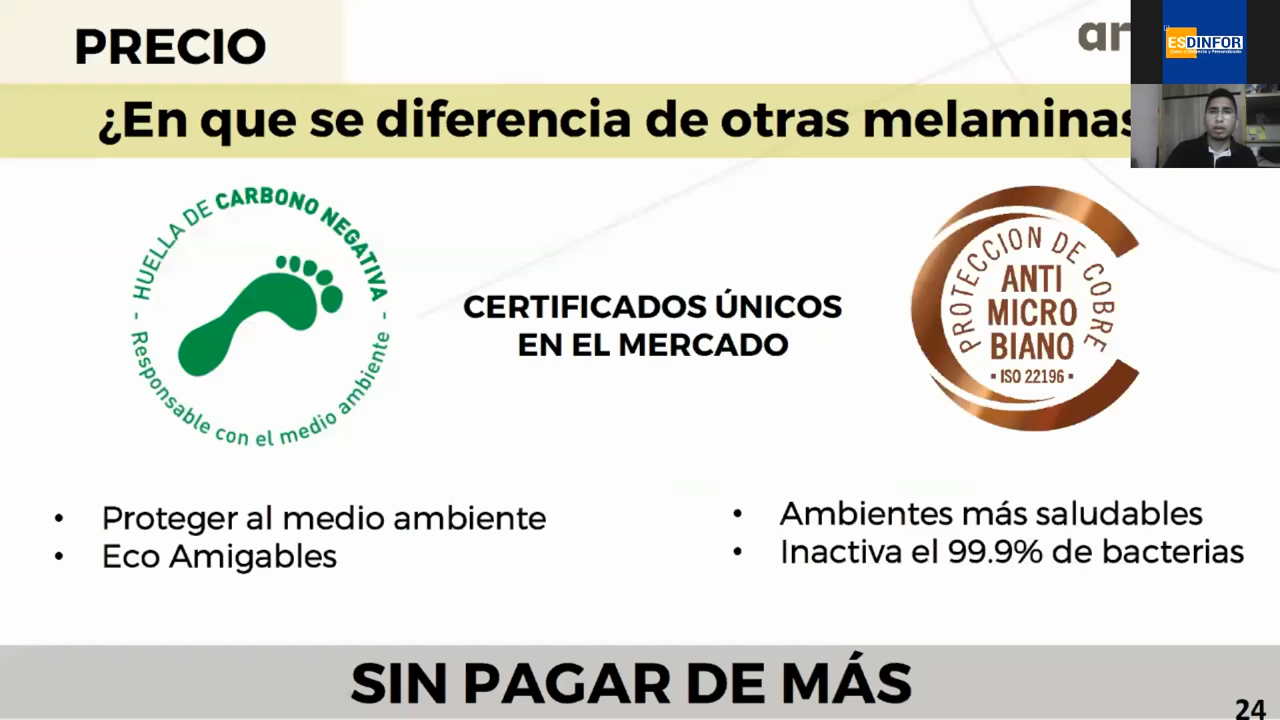 PRECIO
ar
ESDINFOR
¿En que se diferencia de otras melaminas
HUELLA DE CARBONO NEGATIVA
Responsable con el medio ambiente
CERTIFICADOS ÚNICOS
EN EL MERCADO
PROTECCION DE COBRE
ANTI
MICRO
BIANO
• ISO 22196 •
• Proteger al medio ambiente
• Eco Amigables
• Ambientes más saludables
• Inactiva el 99.9% de bacterias
SIN PAGAR DE MÁS
24